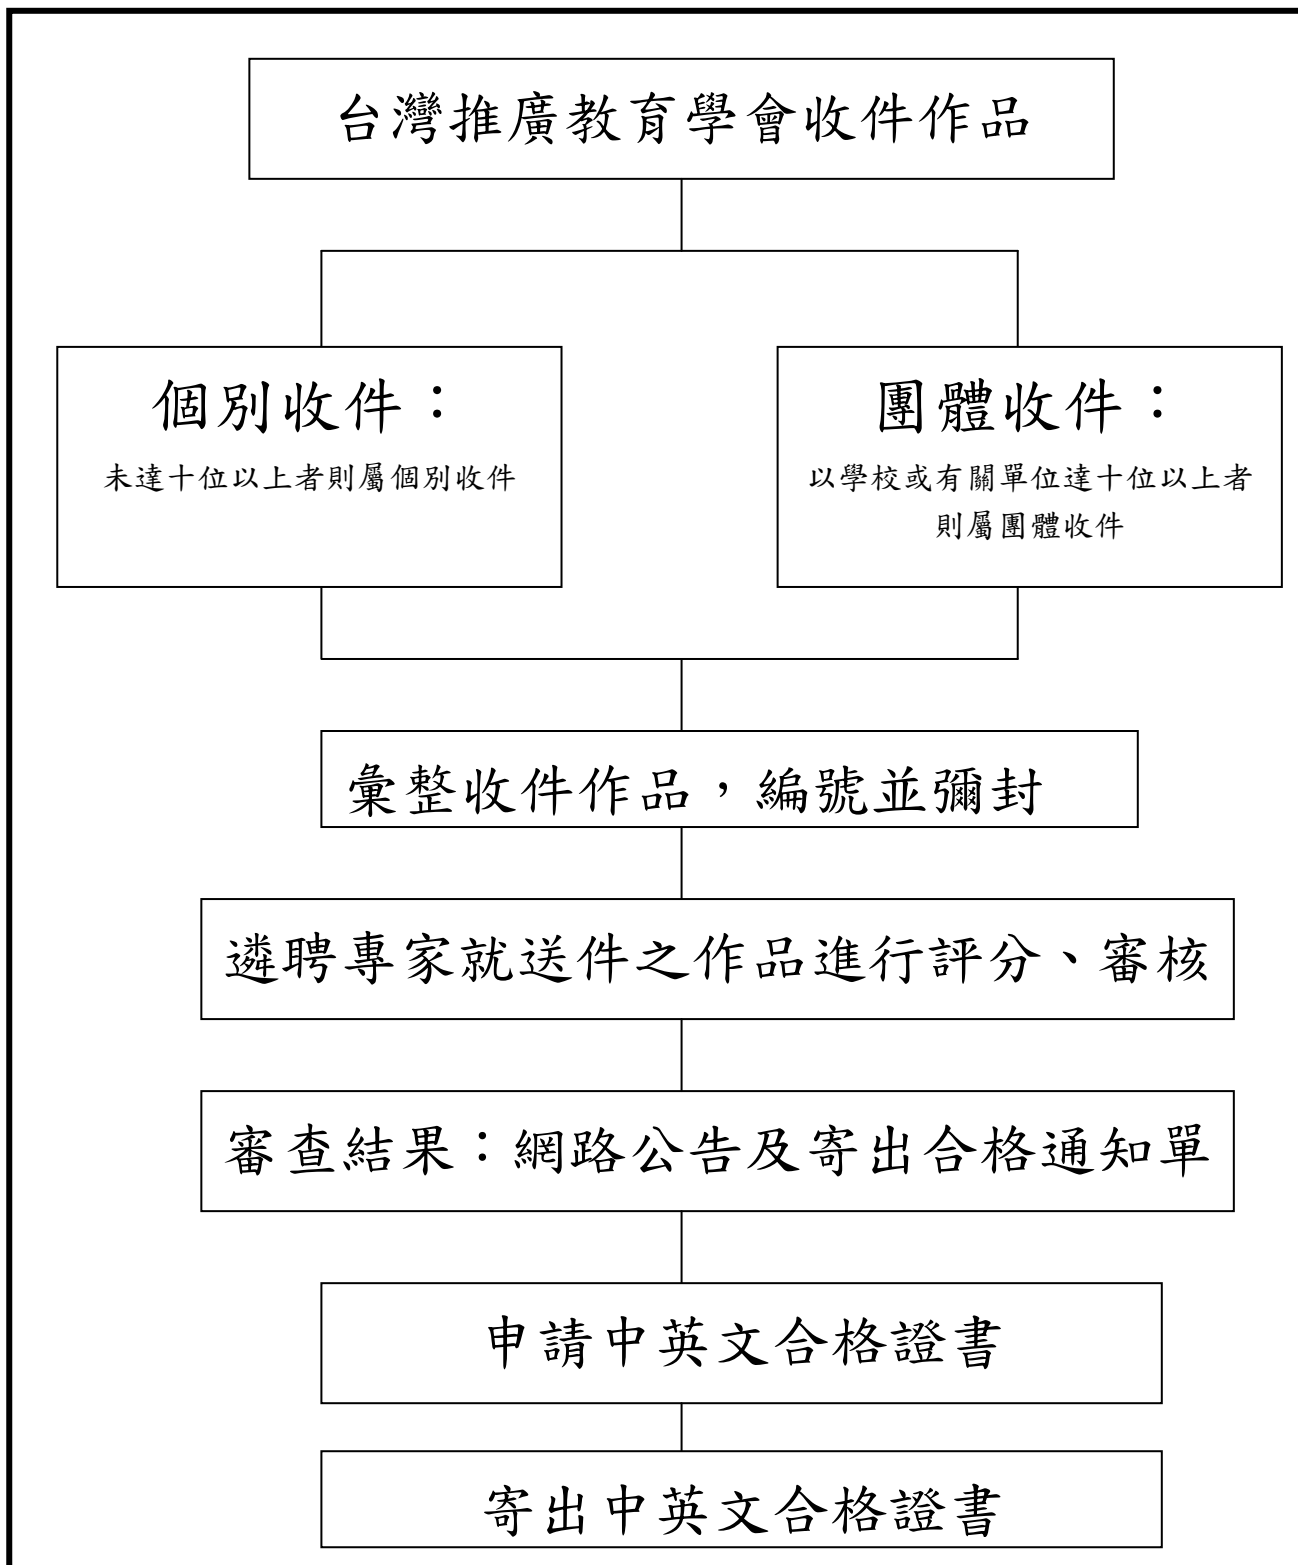 台灣推廣教育學會收件作品
個別收件：
未達十位以上者則屬個別收件
團體收件：
以學校或有關單位達十位以上者
則屬團體收件
彙整收件作品，編號並彌封
遴聘專家就送件之作品進行評分、審核
審查結果：網路公告及寄出合格通知單
申請中英文合格證書
寄出中英文合格證書